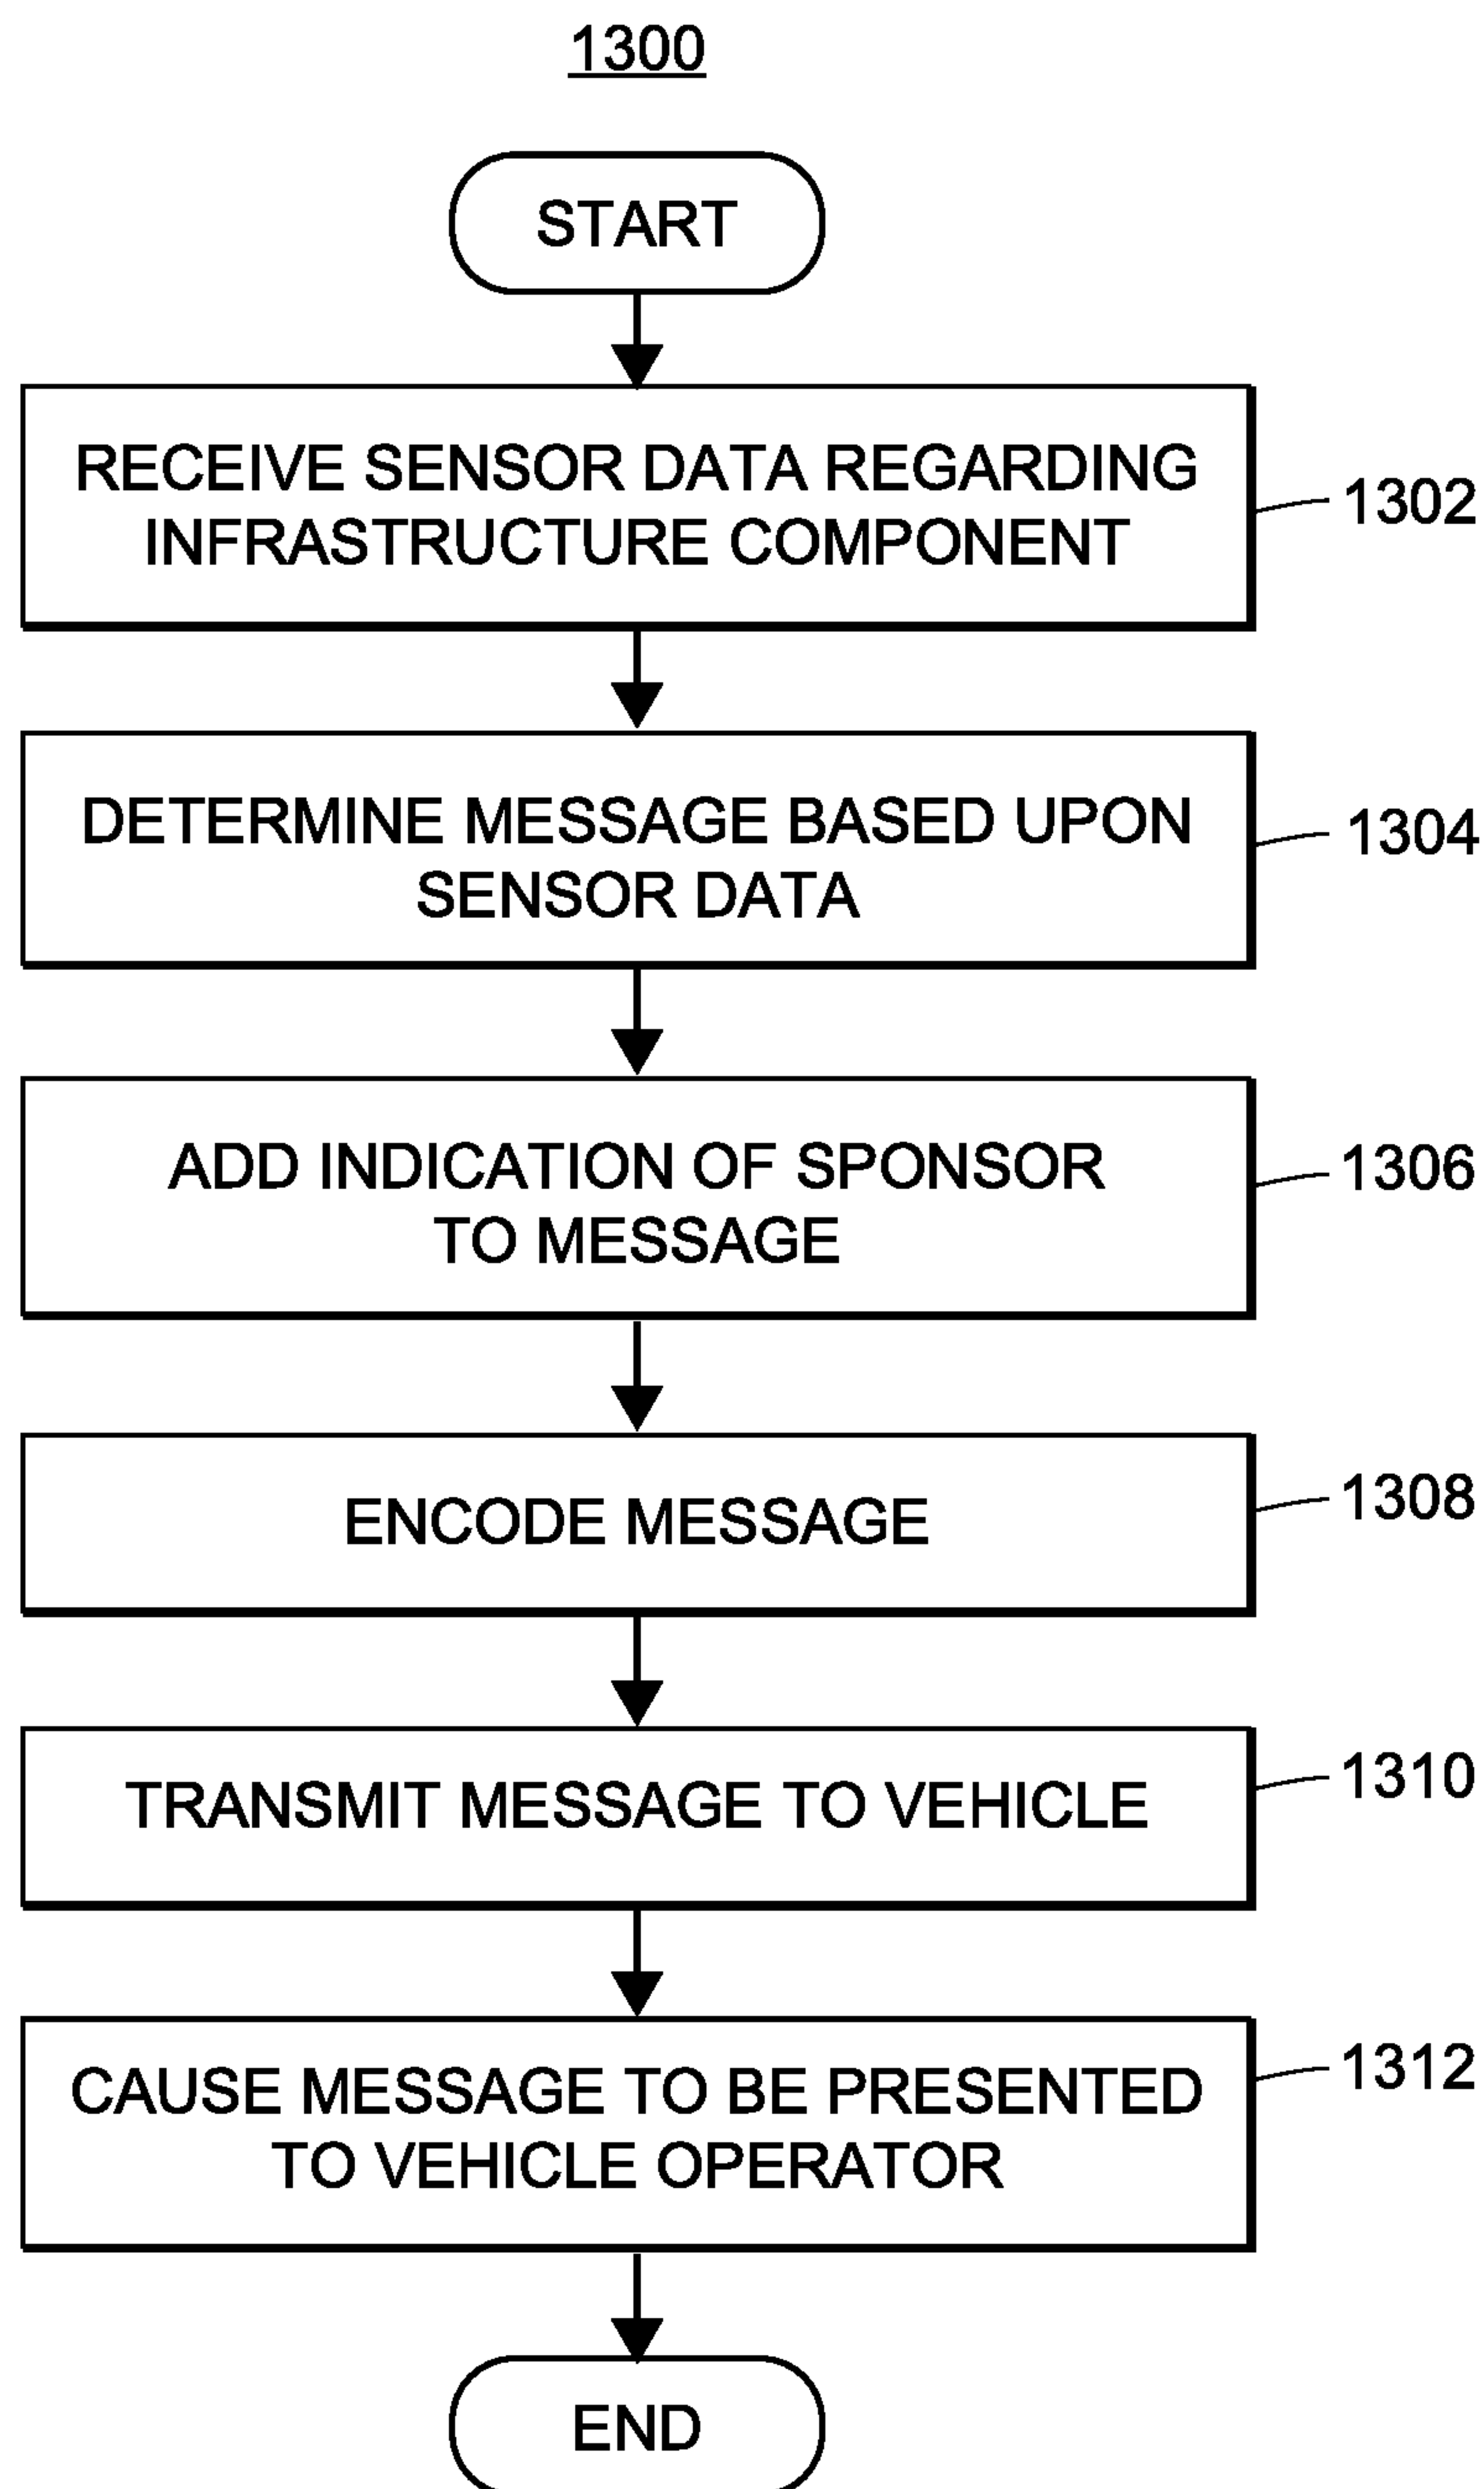 1300
START
RECEIVE SENSOR DATA REGARDING
INFRASTRUCTURE COMPONENT
1302
DETERMINE MESSAGE BASED UPON
SENSOR DATA
1304
ADD INDICATION OF SPONSOR
TO MESSAGE
1306
ENCODE MESSAGE
1308
TRANSMIT MESSAGE TO VEHICLE
1310
CAUSE MESSAGE TO BE PRESENTED
TO VEHICLE OPERATOR
1312
END